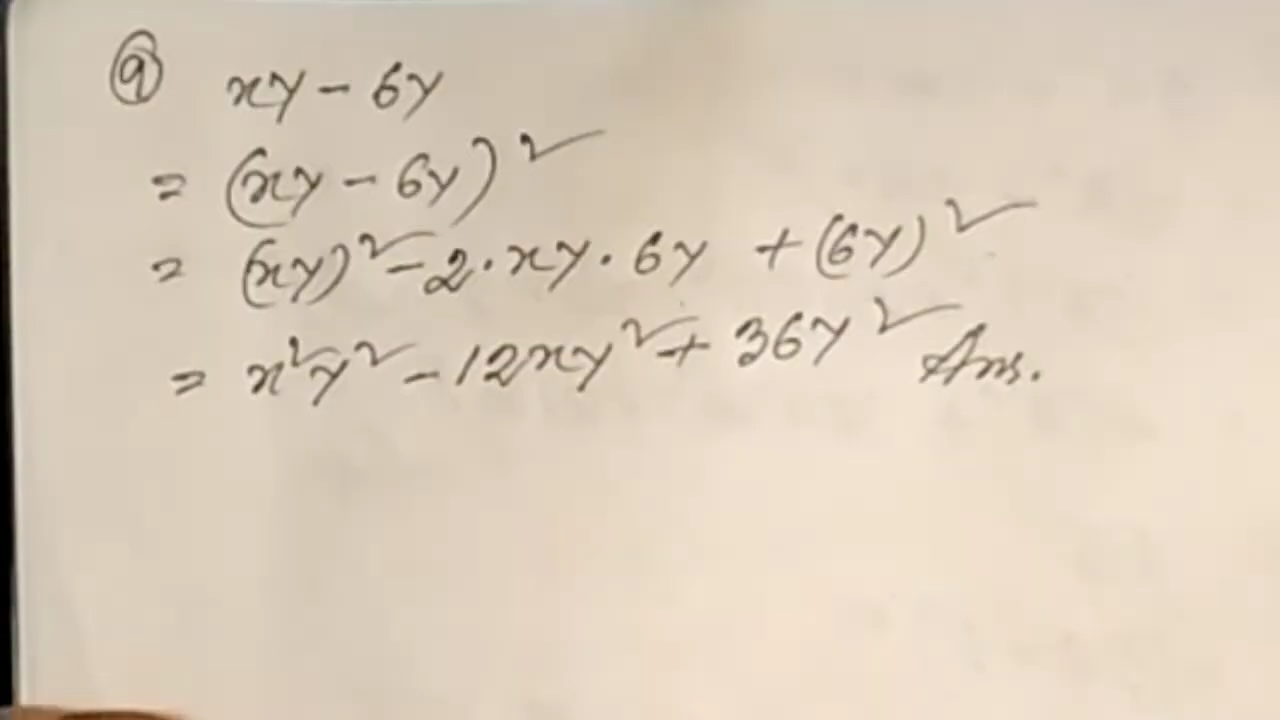 ⑨ xy - 6y
= (xy - 6y)²
= (xy)² - 2·xy·6y + (6y)²
= x²y² - 12xy² + 36y² Ans.